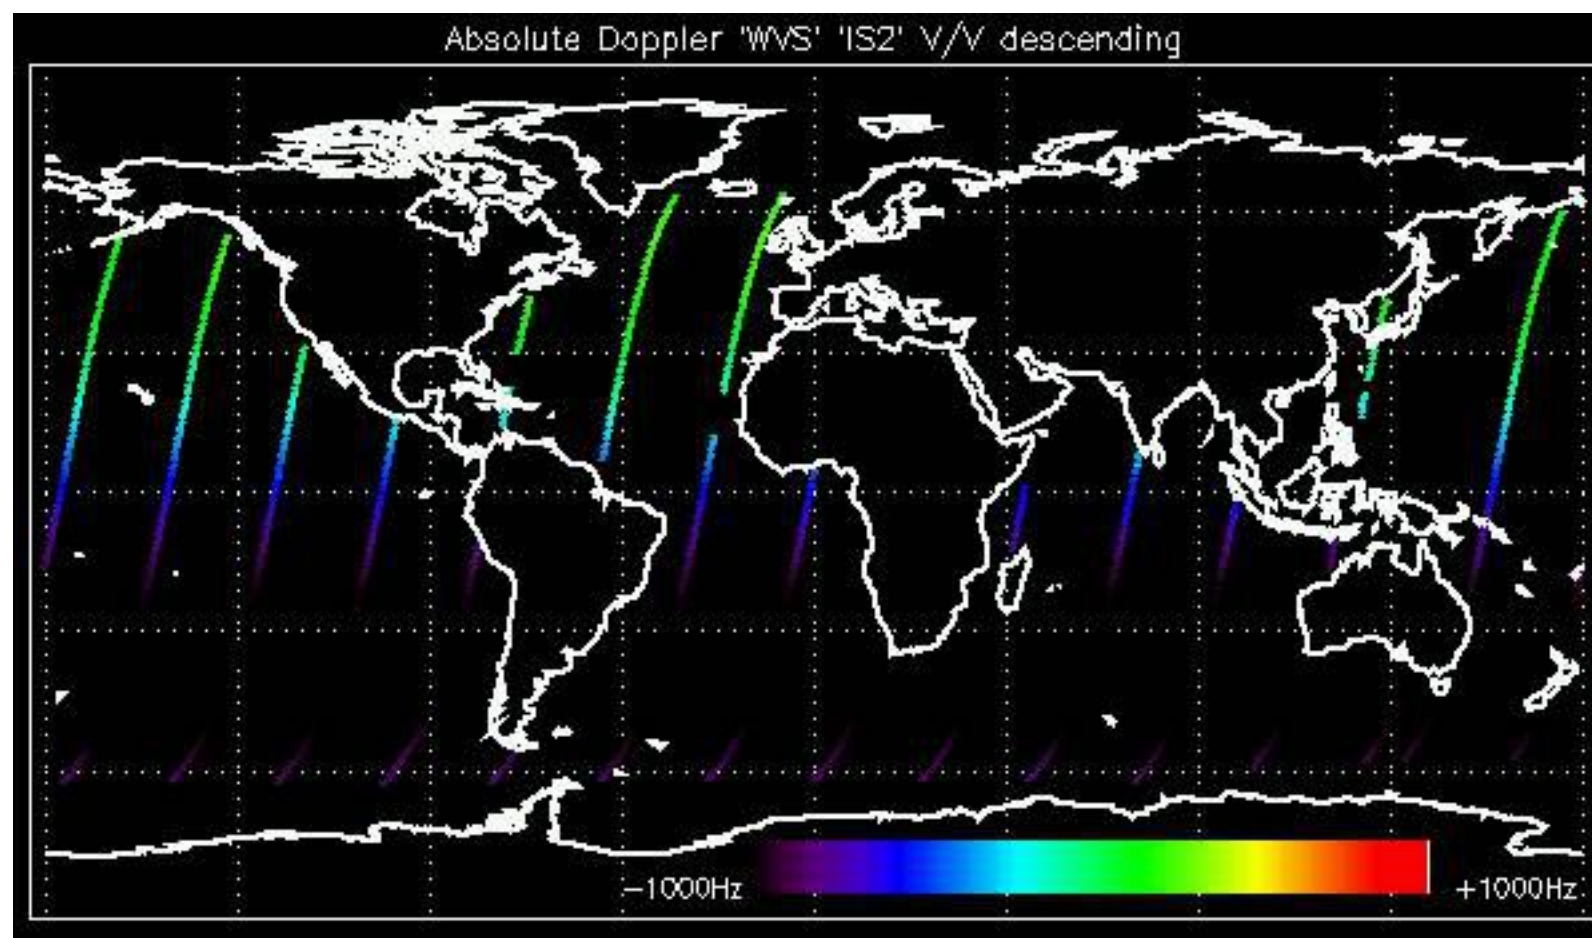 Absolute Doppler 'WVS' 'IS2' V/V descending
−1000Hz +1000Hz